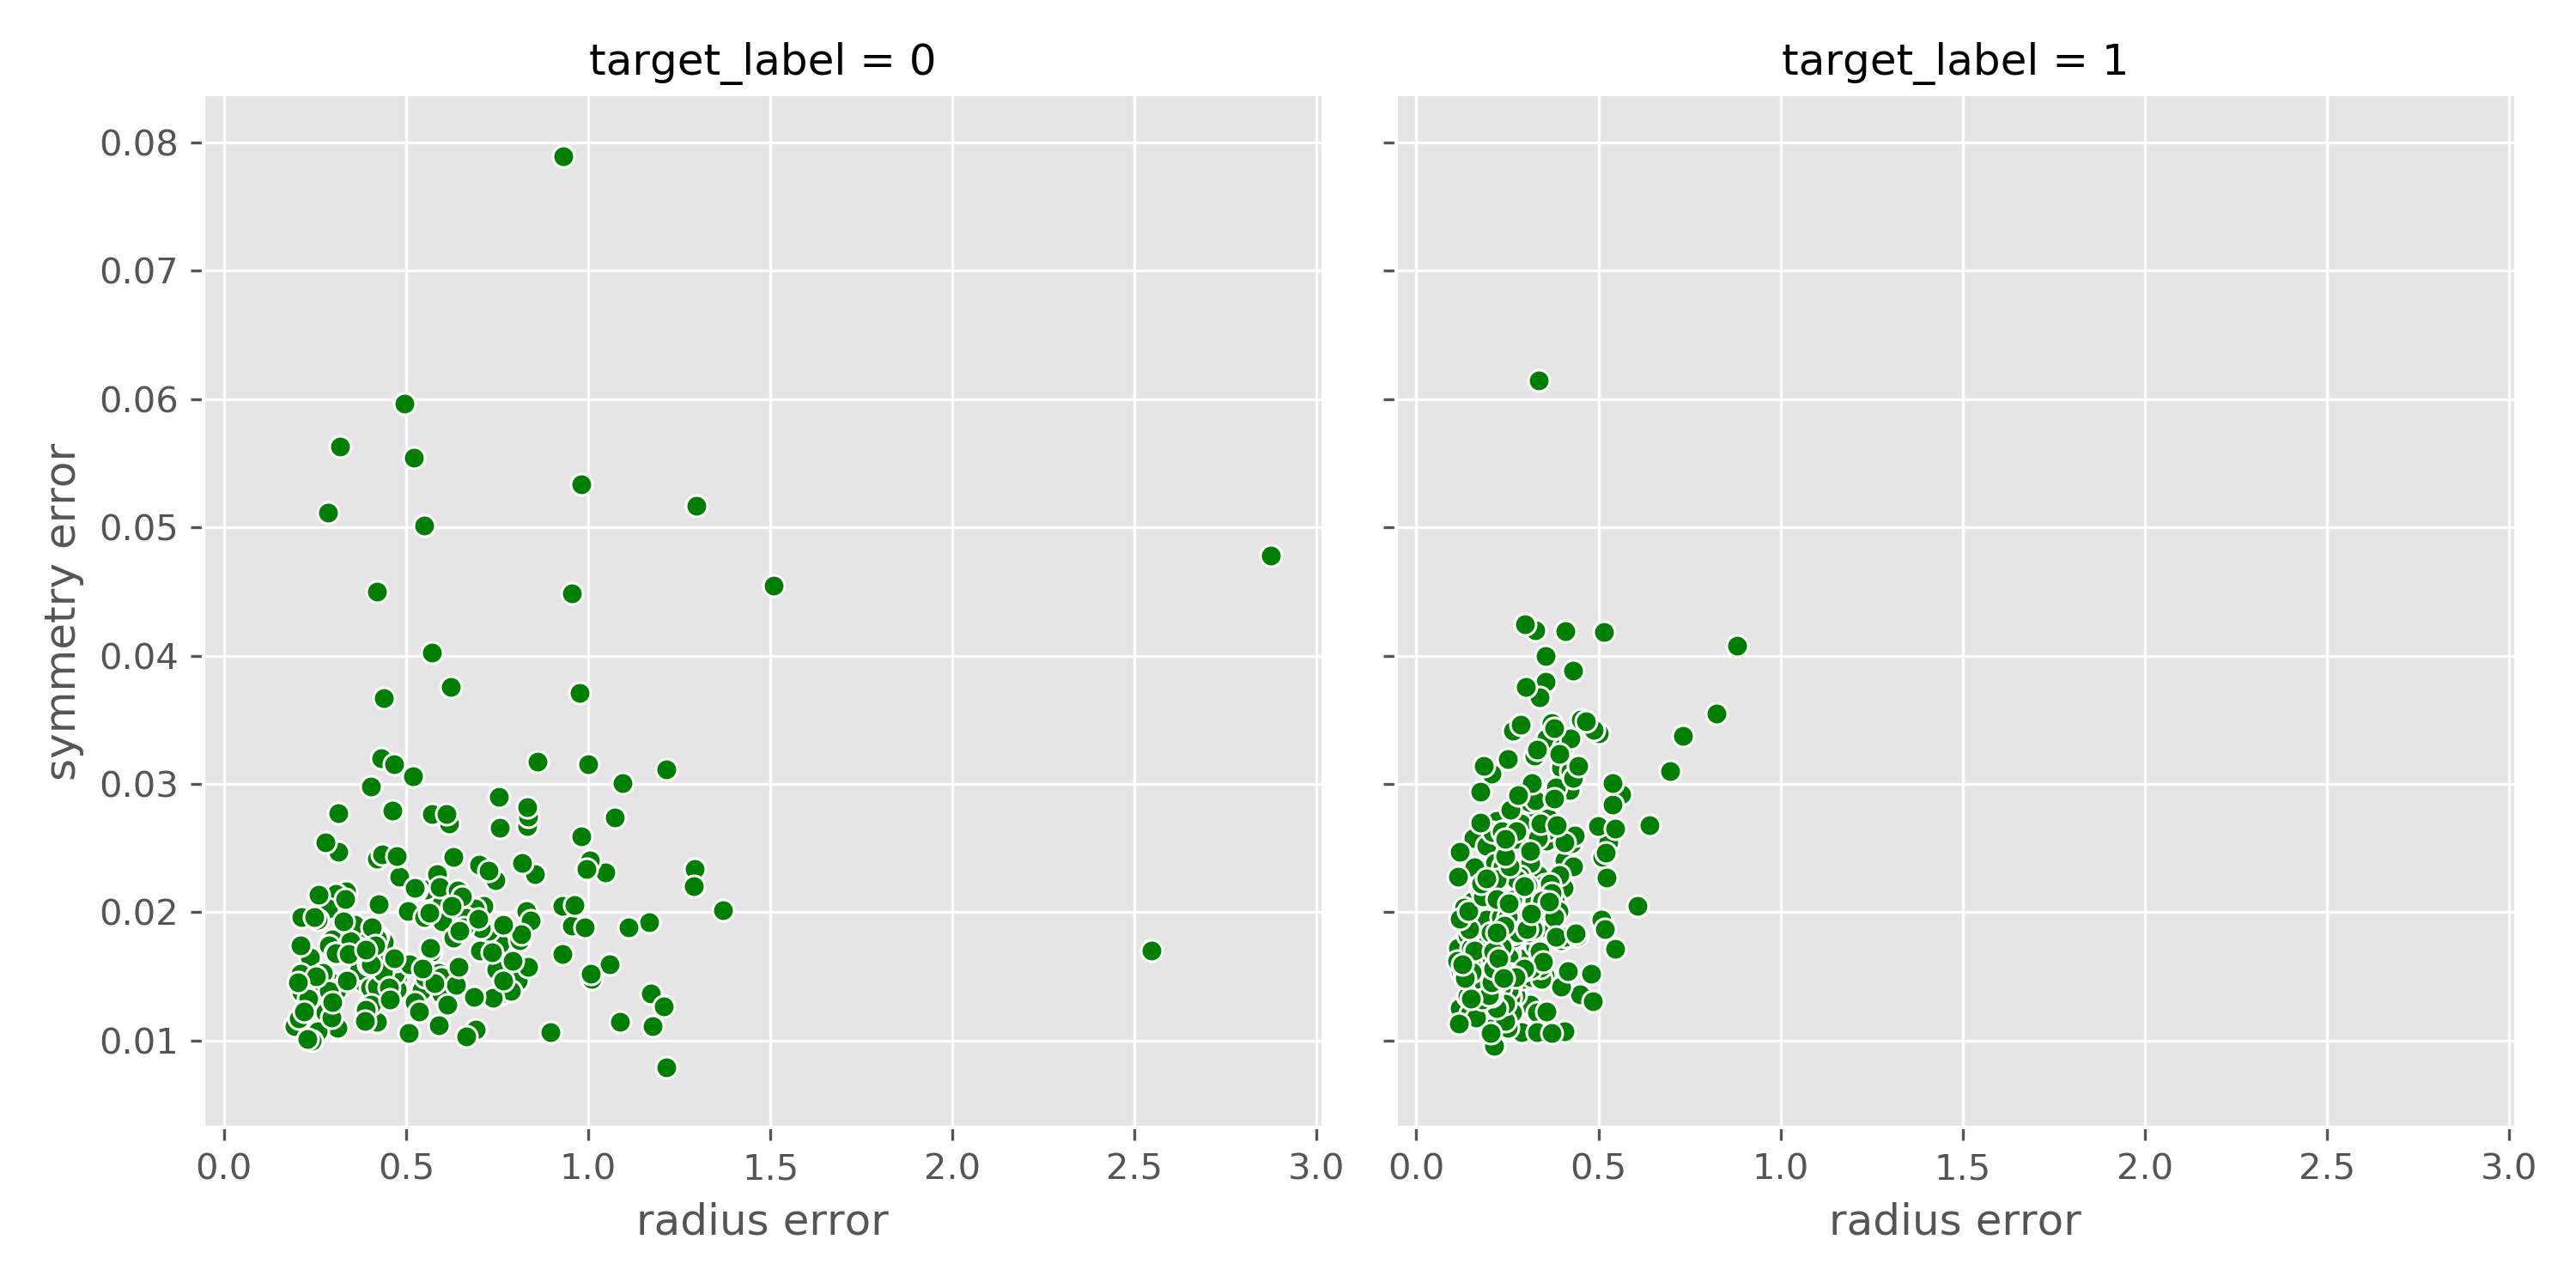 target_label = 0
target_label = 1
symmetry error
0.08
0.07
0.06
0.05
0.04
0.03
0.02
0.01
0.0 0.5 1.0 1.5 2.0 2.5 3.0
0.0 0.5 1.0 1.5 2.0 2.5 3.0
radius error
radius error